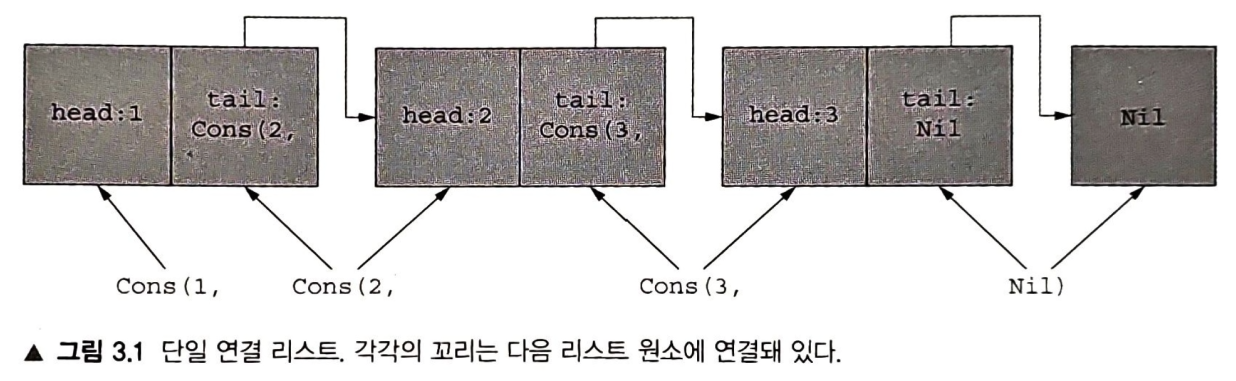 head:1
tail:
Cons(2,
head:2
tail:
Cons(3,
head:3
tail:
Nil
Nil
Cons(1,
Cons(2,
Cons(3,
Nil)
▲ 그림 3.1 단일 연결 리스트. 각각의 꼬리는 다음 리스트 원소에 연결돼 있다.